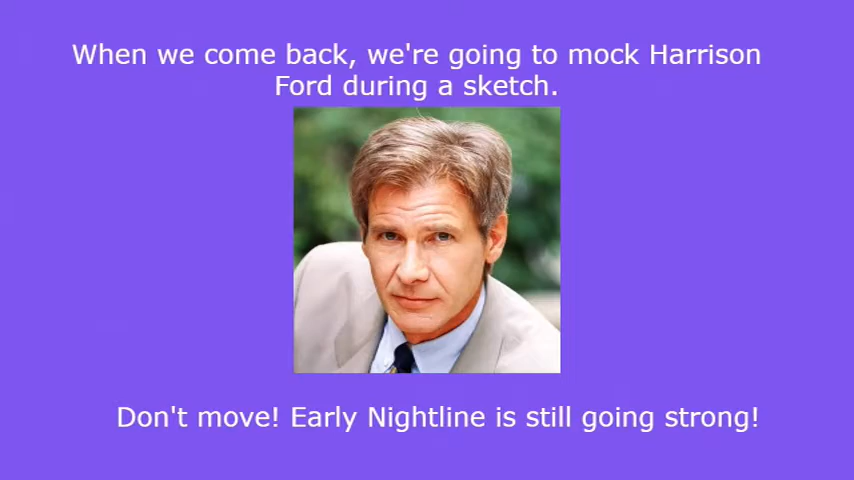 When we come back, we're going to mock Harrison
Ford during a sketch.
Don't move! Early Nightline is still going strong!